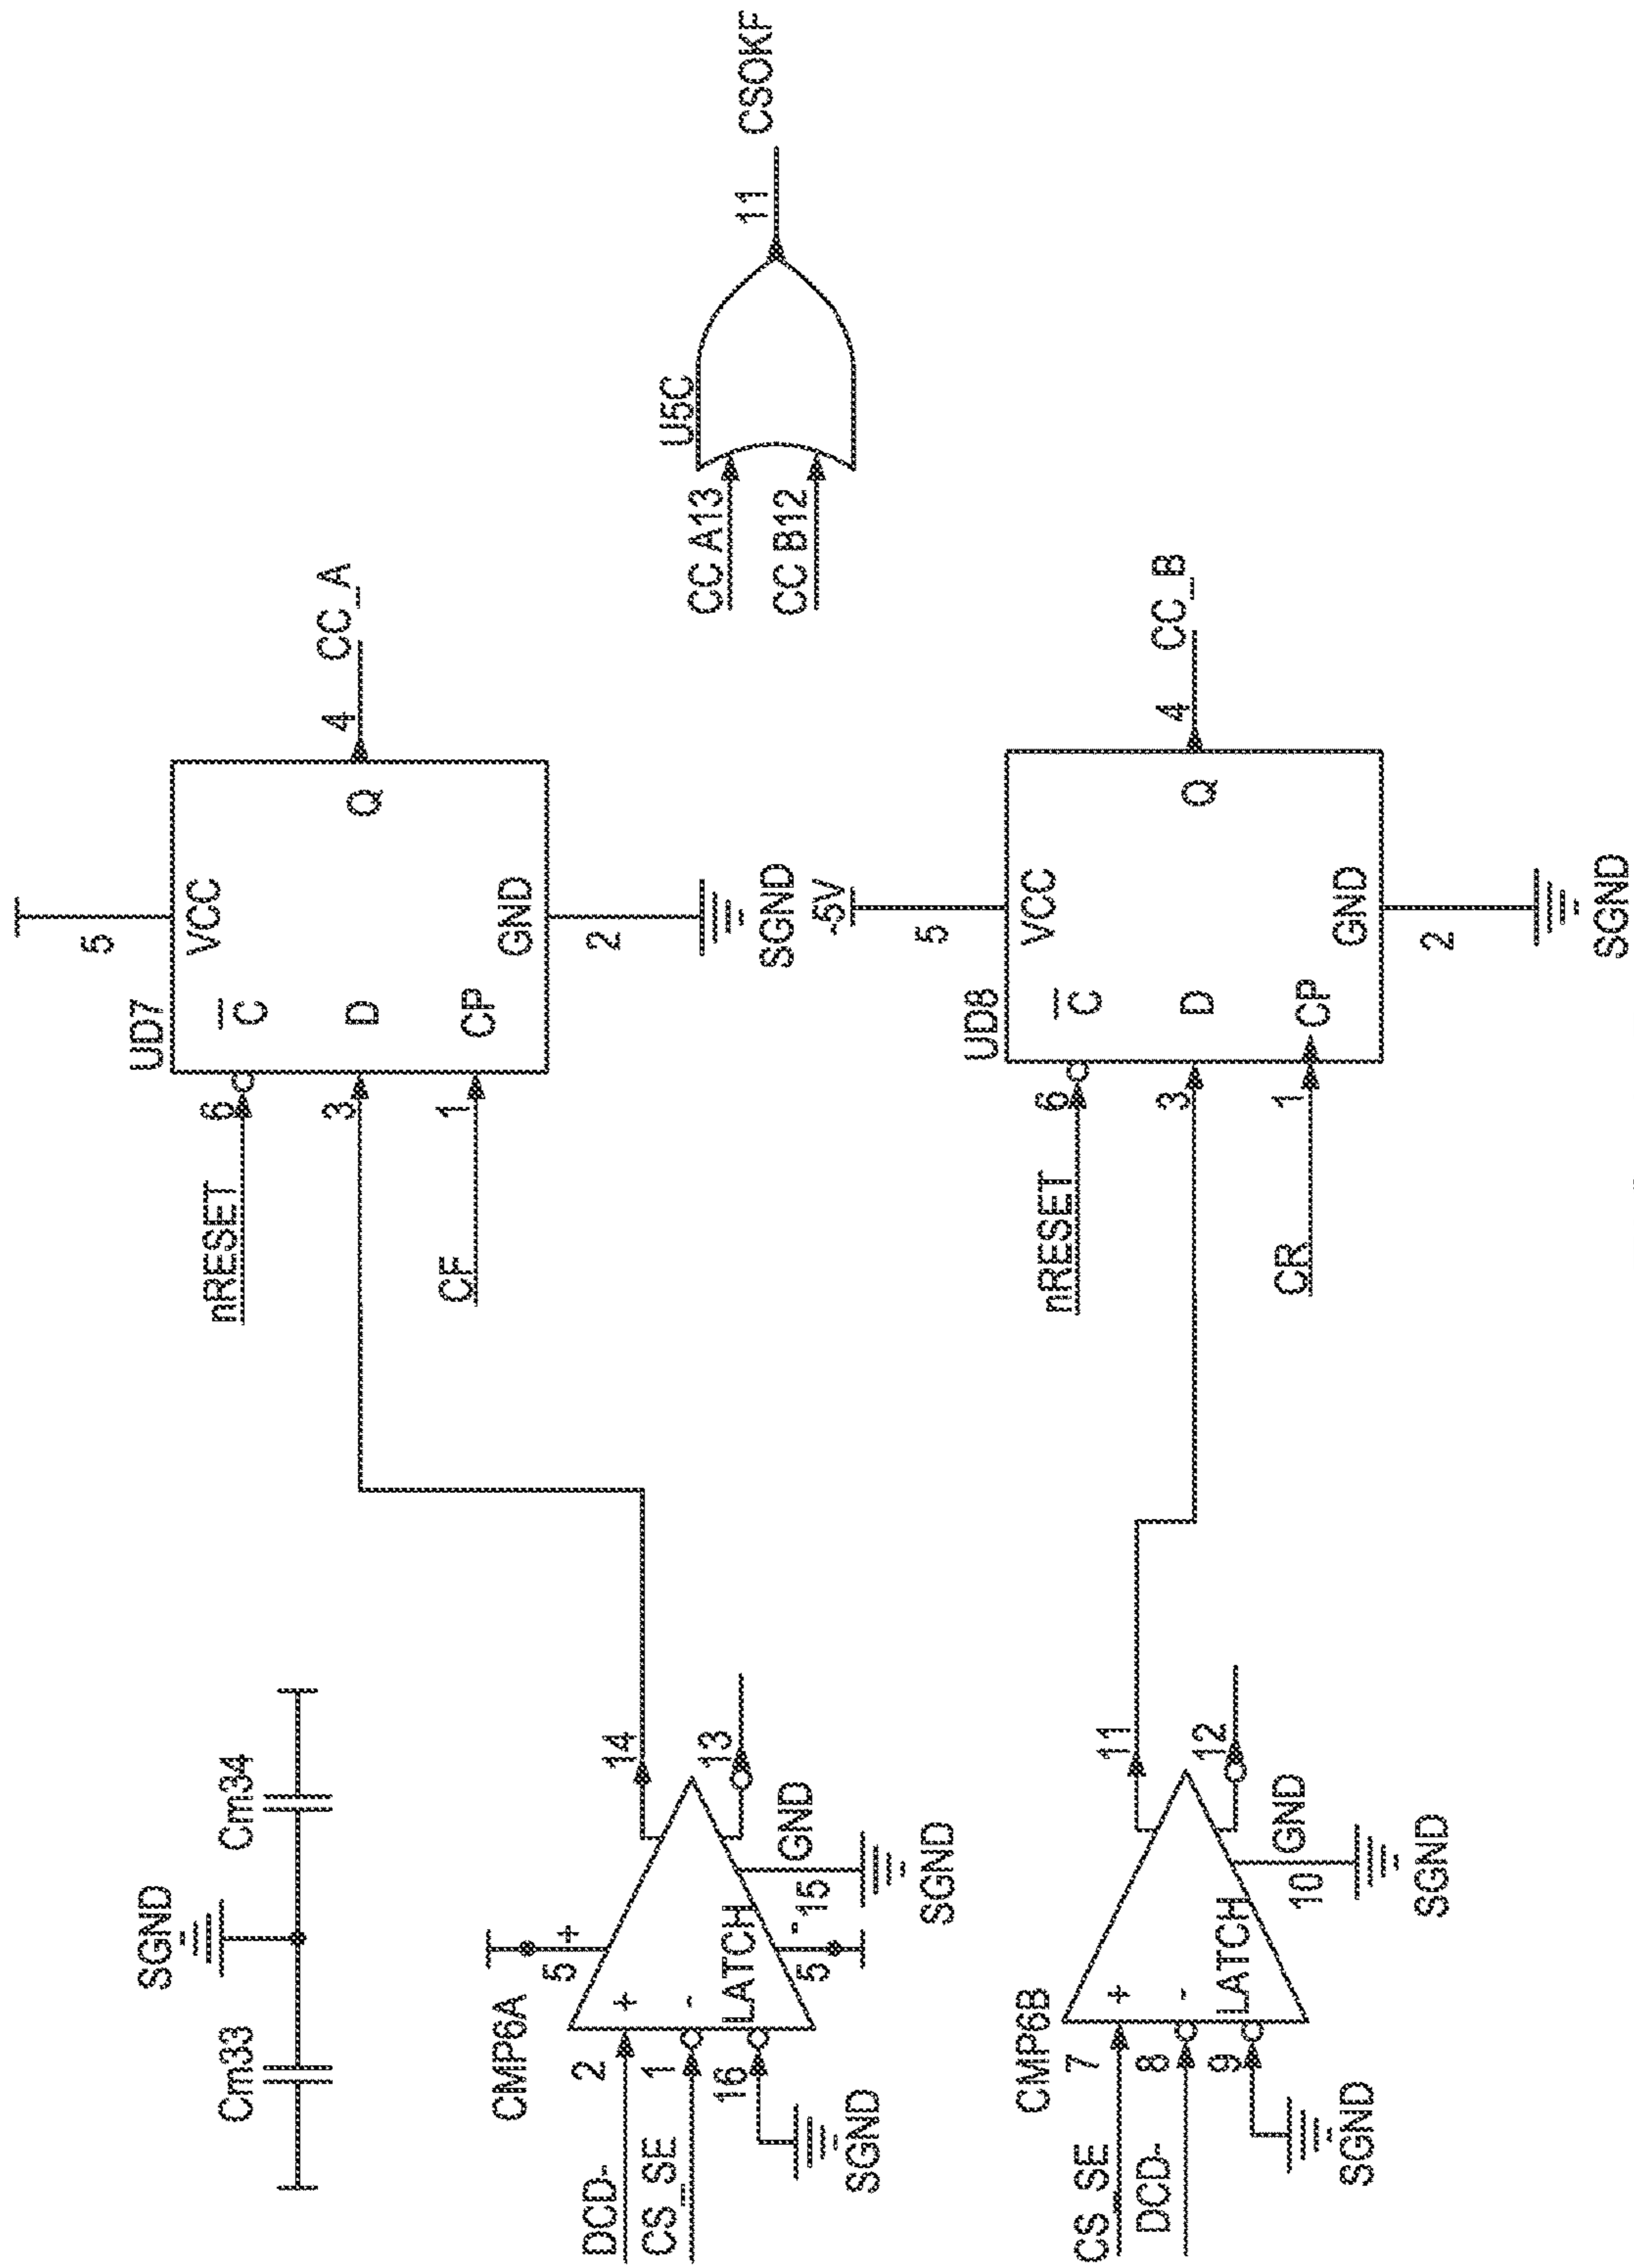 SGND
Cm33
Cm34
CMP6A
5
+
DCD-
2
+
14
CS_SE
1
-
13
16
LATCH
SGND
5
-
15
GND
SGND
CMP6B
CS_SE
7
+
11
DCD-
8
-
12
9
LATCH
SGND
10
GND
SGND
5
UD7
VCC
nRESET
6
C
3
D
Q
4
CC_A
CF
1
CP
GND
2
SGND
-5V
5
UD8
VCC
nRESET
6
C
3
D
Q
4
CC_B
CR
1
CP
GND
2
SGND
U5C
CC A13
CC B12
11
CSOKF